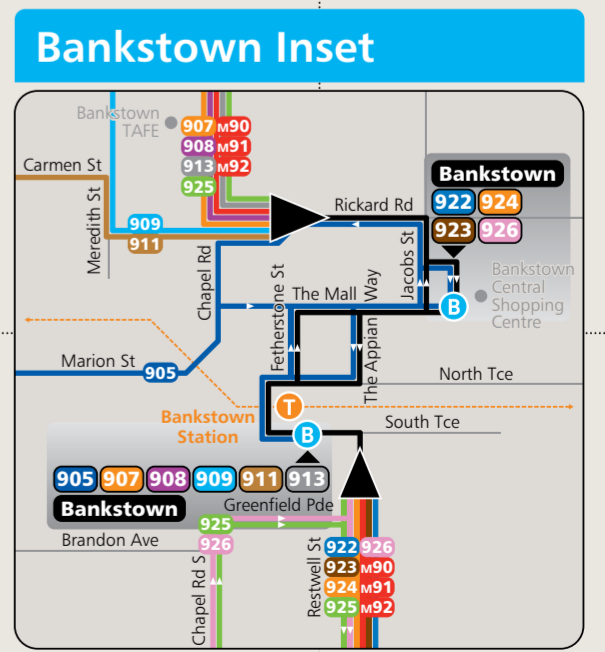 Bankstown Inset
Bankstown
TAFE
907 M90
908 M91
913 M92
925
Carmen St
Meredith St
909
911
Chapel Rd
Rickard Rd
Bankstown
922 924
923 926
Jacobs St
B
Bankstown
Central
Shopping
Centre
Fetherstone St
The Mall
The Appian Way
Marion St
905
North Tce
T
Bankstown
Station
B
South Tce
905 907 908 909 911 913
Bankstown
Greenfield Pde
925
926
Brandon Ave
Chapel Rd S
Restwell St
922 926
923 M90
924 M91
925 M92